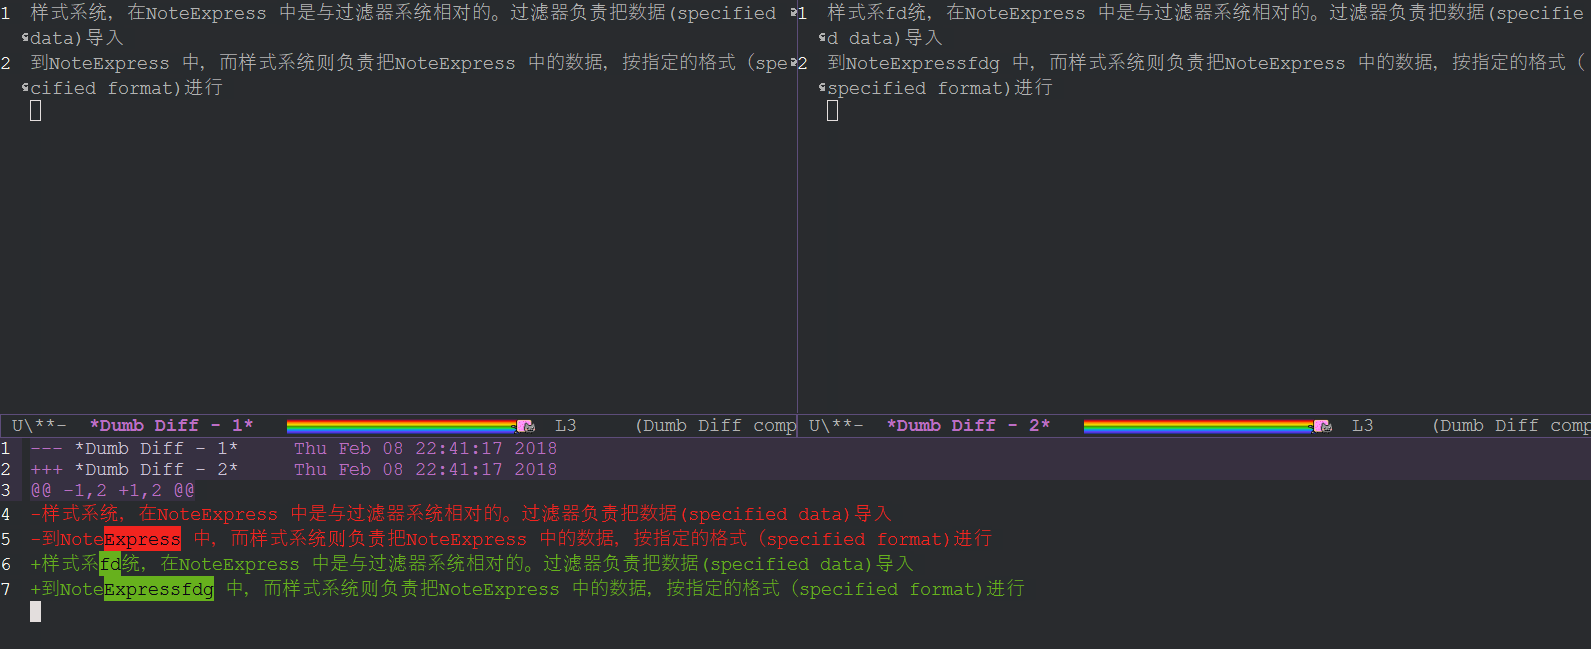 1 样式系统，在NoteExpress 中是与过滤器系统相对的。过滤器负责把数据(specified
data)导入
2 到NoteExpress 中，而样式系统则负责把NoteExpress 中的数据，按指定的格式（spe
cified format)进行
1 样式系fd统，在NoteExpress 中是与过滤器系统相对的。过滤器负责把数据(specifie
d data)导入
2 到NoteExpressfdg 中，而样式系统则负责把NoteExpress 中的数据，按指定的格式（
specified format)进行
U\**- *Dumb Diff - 1* L3 (Dumb Diff comp
U\**- *Dumb Diff - 2* L3 (Dumb Diff comp
1 --- *Dumb Diff - 1* Thu Feb 08 22:41:17 2018
2 +++ *Dumb Diff - 2* Thu Feb 08 22:41:17 2018
3 @@ -1,2 +1,2 @@
4 -样式系统，在NoteExpress 中是与过滤器系统相对的。过滤器负责把数据(specified data)导入
5 -到NoteExpress 中，而样式系统则负责把NoteExpress 中的数据，按指定的格式（specified format)进行
6 +样式系fd统，在NoteExpress 中是与过滤器系统相对的。过滤器负责把数据(specified data)导入
7 +到NoteExpressfdg 中，而样式系统则负责把NoteExpress 中的数据，按指定的格式（specified format)进行